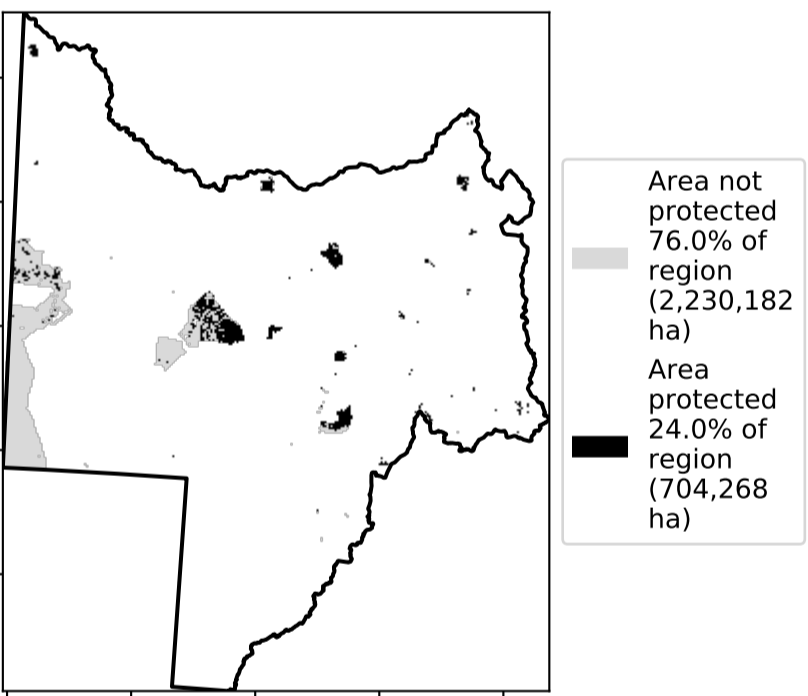 Area not
protected
76.0% of
region
(2,230,182
ha)
Area
protected
24.0% of
region
(704,268
ha)